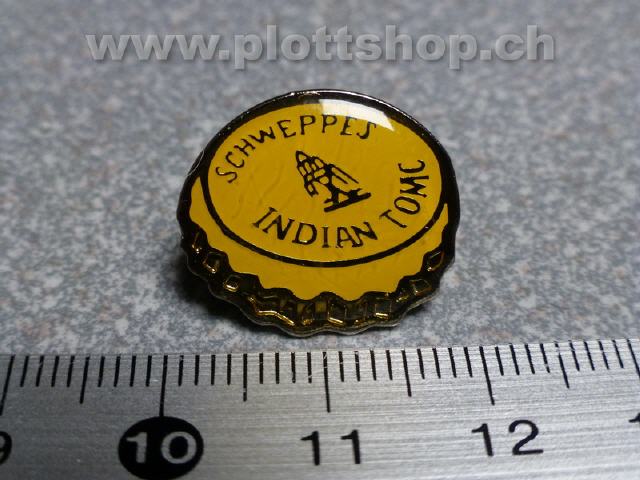 www.plottshop.ch
SCHWEPPES
INDIAN TOMC
9 10 11 12